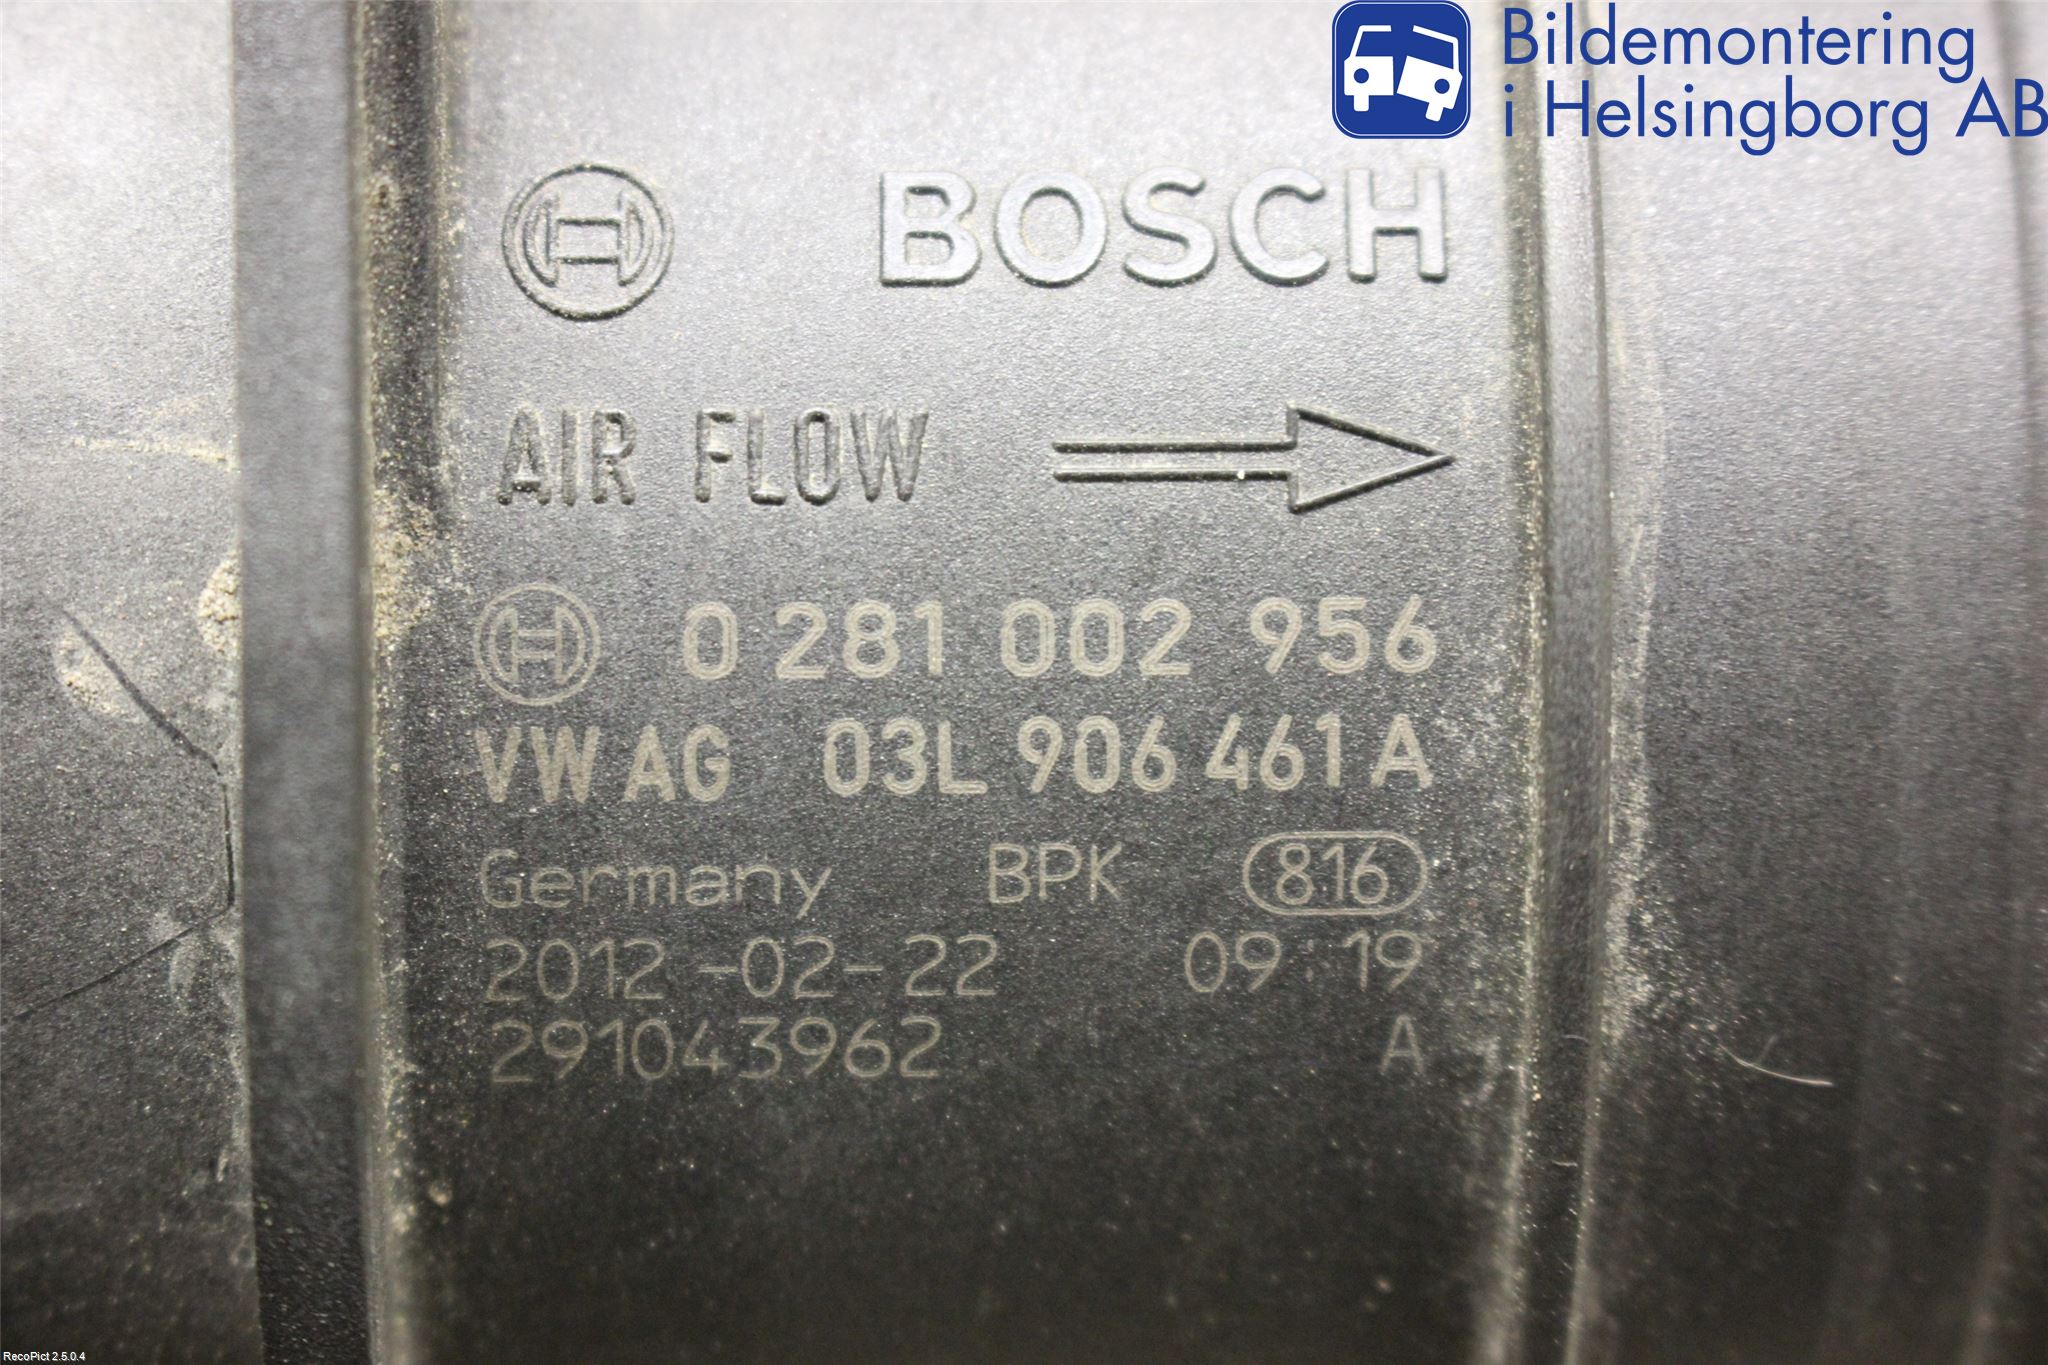 Bildemontering
i Helsingborg AB
BOSCH
AIR FLOW
0 281 002 956
VW AG 03L 906 461 A
Germany BPK 816
2012-02-22 09:19
291043962 A
RecoPict 2.5.0.4